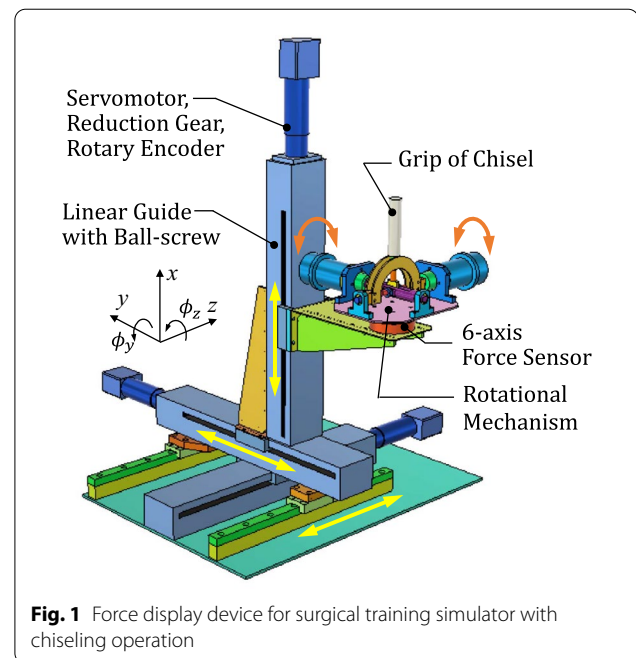 Servomotor,
Reduction Gear,
Rotary Encoder
Grip of Chisel
Linear Guide
with Ball-screw
x
y
ϕz
z
ϕy
6-axis
Force Sensor
Rotational
Mechanism
Fig. 1 Force display device for surgical training simulator with
chiseling operation